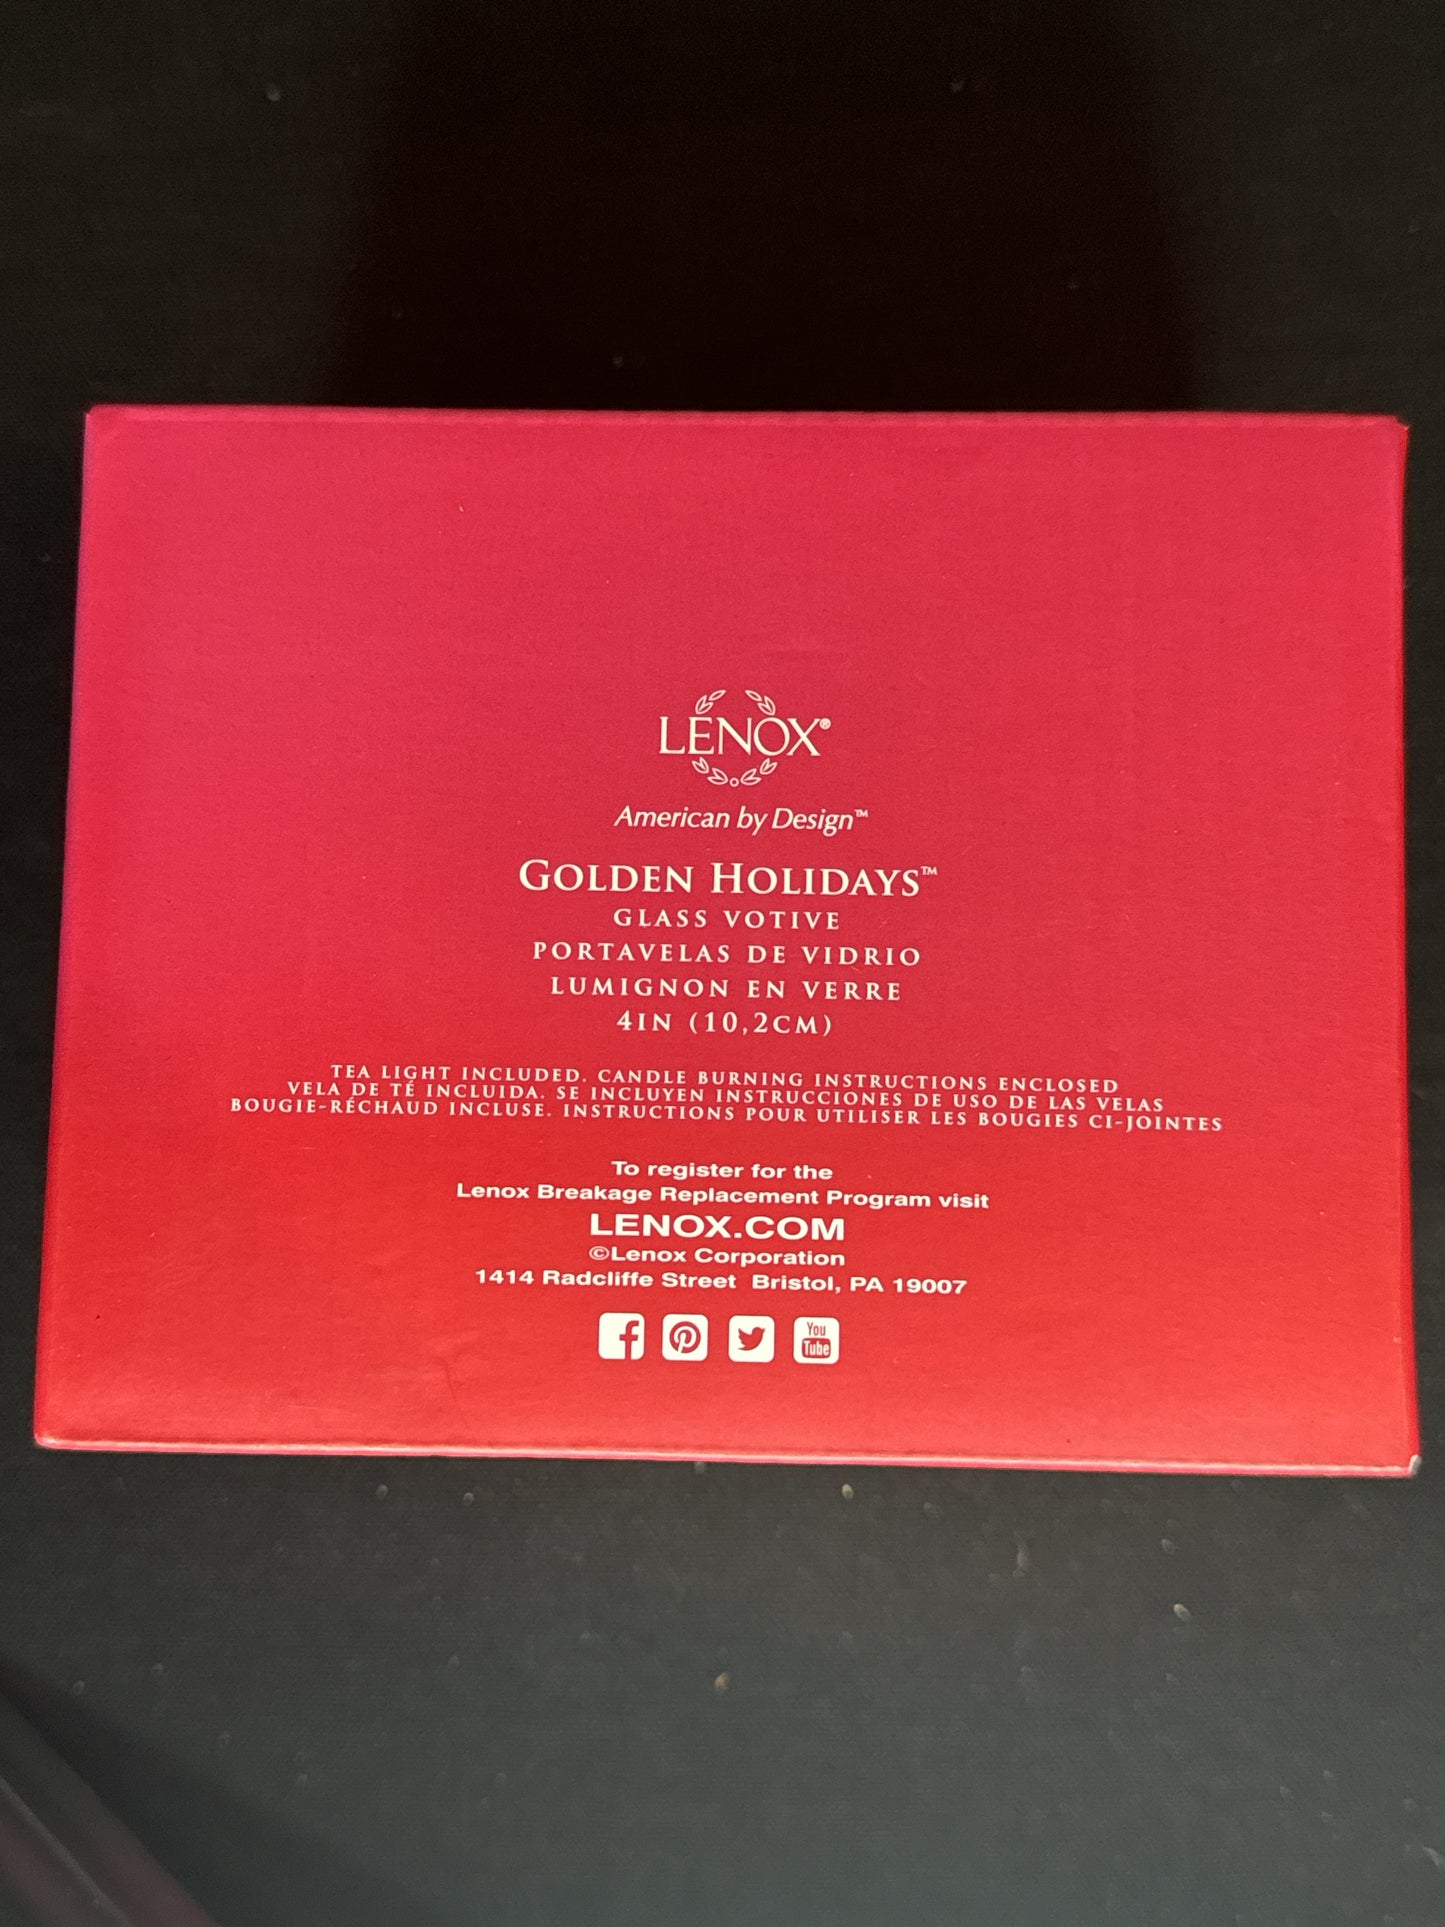 LENOX®
American by Design™
GOLDEN HOLIDAYS™
GLASS VOTIVE
PORTAVELAS DE VIDRIO
LUMIGNON EN VERRE
4IN (10,2CM)
TEA LIGHT INCLUDED. CANDLE BURNING INSTRUCTIONS ENCLOSED
VELA DE TÉ INCLUIDA. SE INCLUYEN INSTRUCCIONES DE USO DE LAS VELAS
BOUGIE-RÉCHAUD INCLUSE. INSTRUCTIONS POUR UTILISER LES BOUGIES CI-JOINTES
To register for the
Lenox Breakage Replacement Program visit
LENOX.COM
©Lenox Corporation
1414 Radcliffe Street Bristol, PA 19007
You
Tube